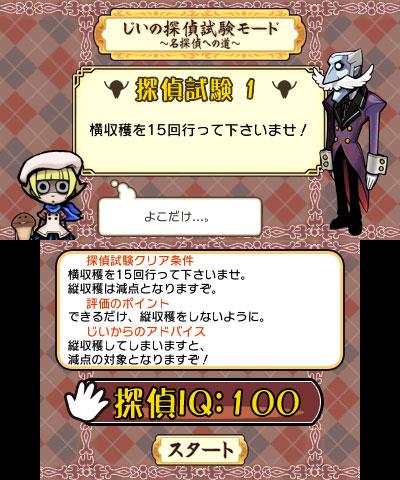 じいの探偵試験モード
～名探偵への道～
探偵試験 1
横収穫を15回行って下さいませ！
よこだけ…。
探偵試験クリア条件
横収穫を15回行って下さいませ。
縦収穫は減点となりますぞ。
評価のポイント
できるだけ、縦収穫をしないように。
じいからのアドバイス
縦収穫してしまいますと、
減点の対象となりますぞ！
探偵IQ:100
スタート